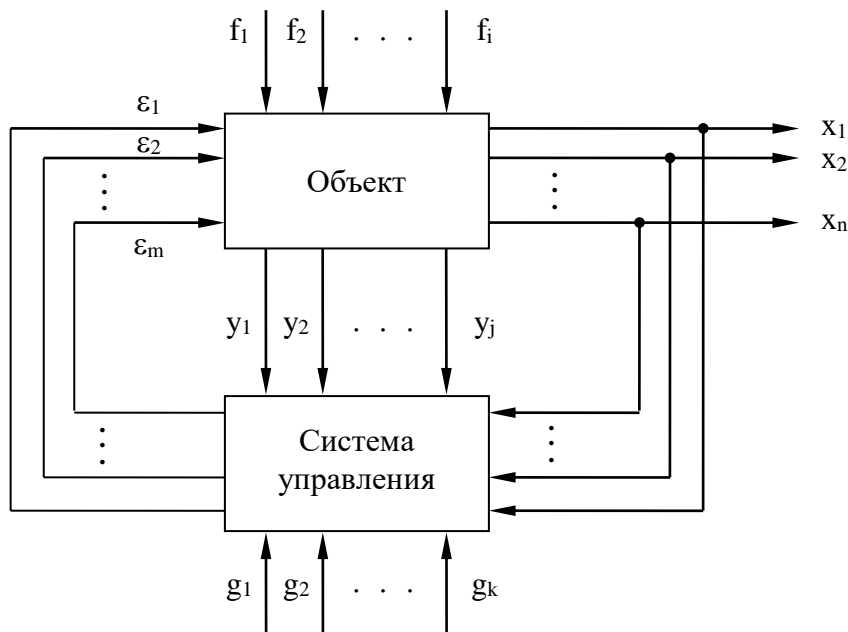 f₁ f₂ . . . fᵢ
ε₁
ε₂
εₘ
Объект
x₁
x₂
xₙ
y₁ y₂ . . . yⱼ
Система
управления
g₁ g₂ . . . gₖ